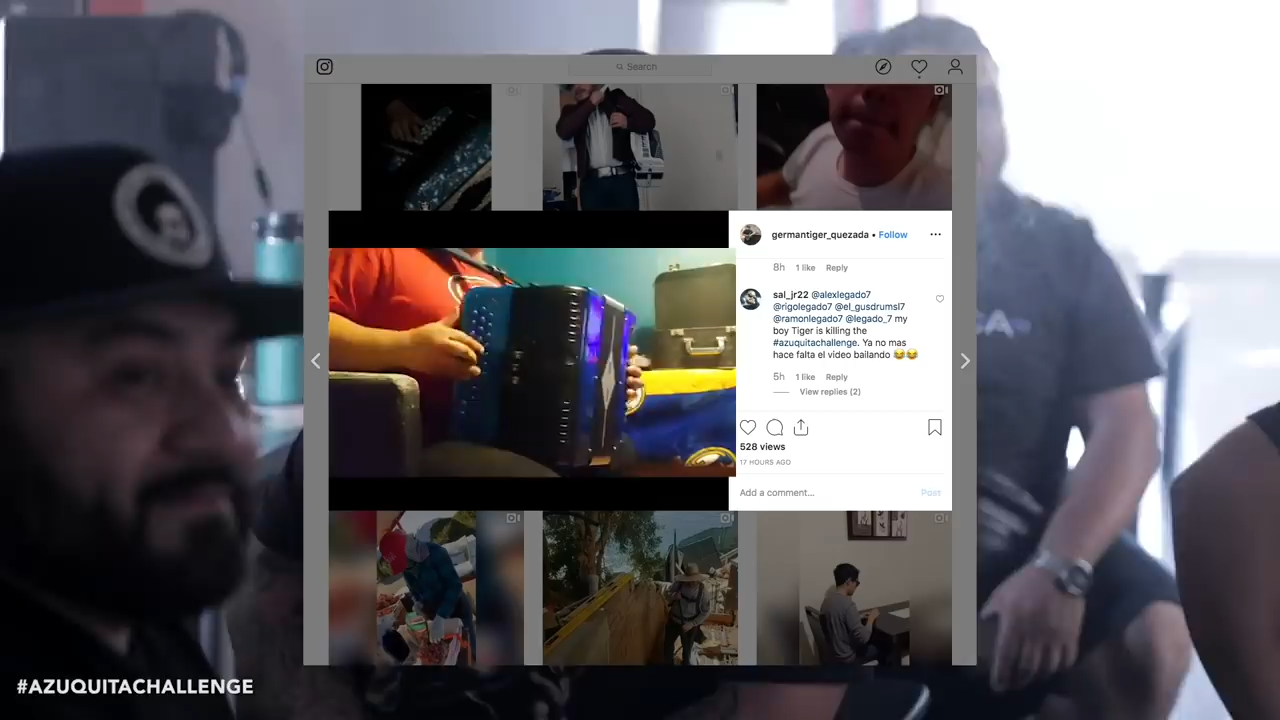 Search
germantiger_quezada • Follow
8h 1 like Reply
sal_jr22 @alexlegado7
@rigolegado7 @el_gusdrumsl7
@ramonlegado7 @legado_7 my
boy Tiger is killing the
#azuquitachallenge. Ya no mas
hace falta el video bailando 😂😂
5h 1 like Reply
View replies (2)
528 views
17 HOURS AGO
Add a comment... Post
#AZUQUITACHALLENGE